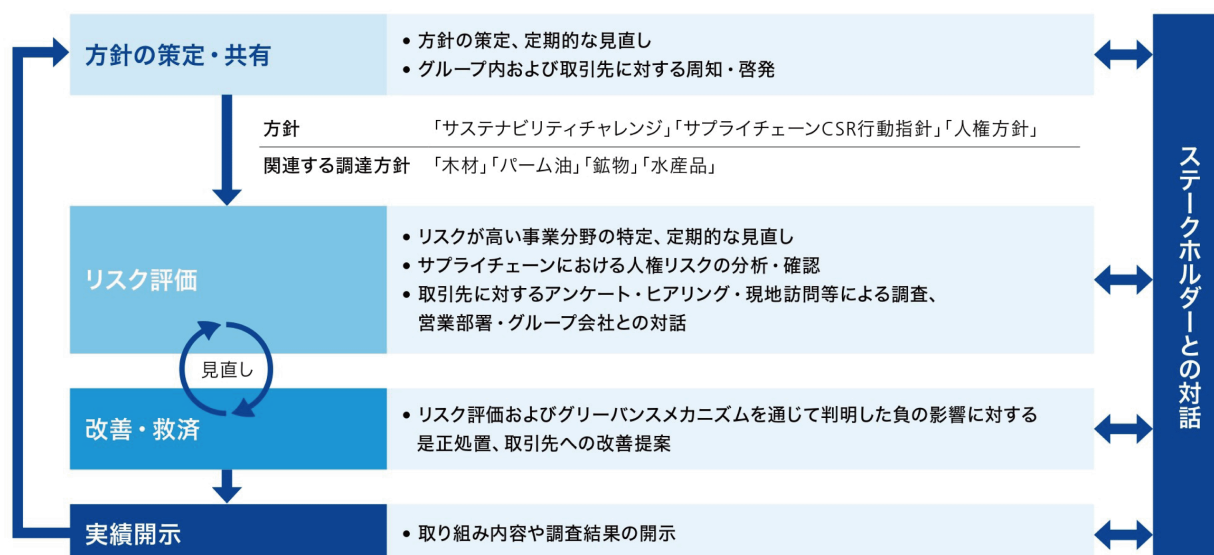 方針の策定・共有
• 方針の策定、定期的な見直し
• グループ内および取引先に対する周知・啓発
方針 「サステナビリティチャレンジ」「サプライチェーンCSR行動指針」「人権方針」
関連する調達方針 「木材」「パーム油」「鉱物」「水産品」
リスク評価
• リスクが高い事業分野の特定、定期的な見直し
• サプライチェーンにおける人権リスクの分析・確認
• 取引先に対するアンケート・ヒアリング・現地訪問等による調査、
営業部署・グループ会社との対話
見直し
改善・救済
• リスク評価およびグリーバンスメカニズムを通じて判明した負の影響に対する
是正処置、取引先への改善提案
実績開示
• 取り組み内容や調査結果の開示
ステークホルダーとの対話